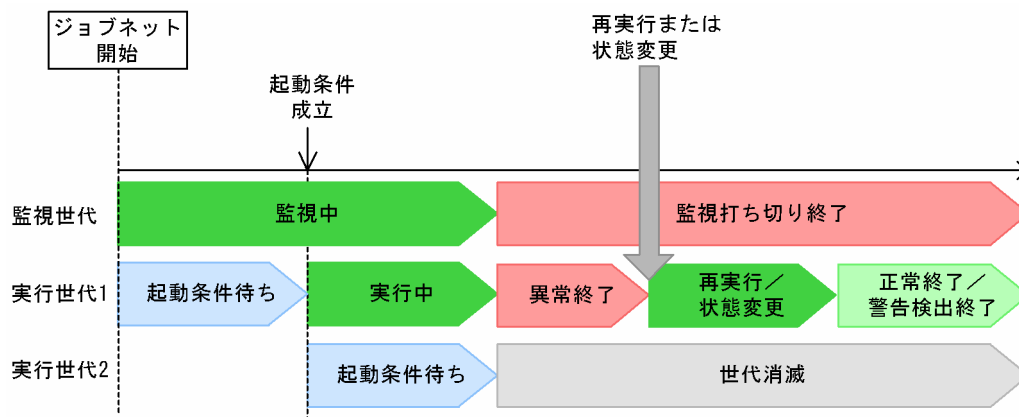 ジョブネット
開始
再実行または
状態変更
起動条件
成立
監視世代
監視中
監視打ち切り終了
実行世代1
起動条件待ち
実行中
異常終了
再実行／
状態変更
正常終了／
警告検出終了
実行世代2
起動条件待ち
世代消滅